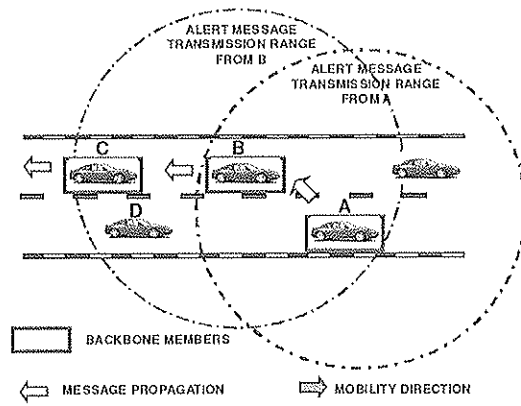 ALERT MESSAGE
TRANSMISSION RANGE
FROM B
ALERT MESSAGE
TRANSMISSION RANGE
FROM A
C
B
D
A
BACKBONE MEMBERS
MESSAGE PROPAGATION
MOBILITY DIRECTION